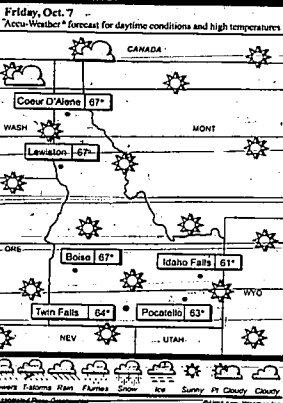 Friday, Oct. 7
"Accu-Weather® forecast for daytime conditions and high temperatures
CANADA
Coeur D'Alene 67°
WASH
MONT
Lewiston 67°
ORE
Boise 67°
Idaho Falls 61°
WYO
Twin Falls 64°
Pocatello 63°
NEV
UTAH
T-storms Rain Flurries Snow Ice Sunny Pt. Cloudy Cloudy